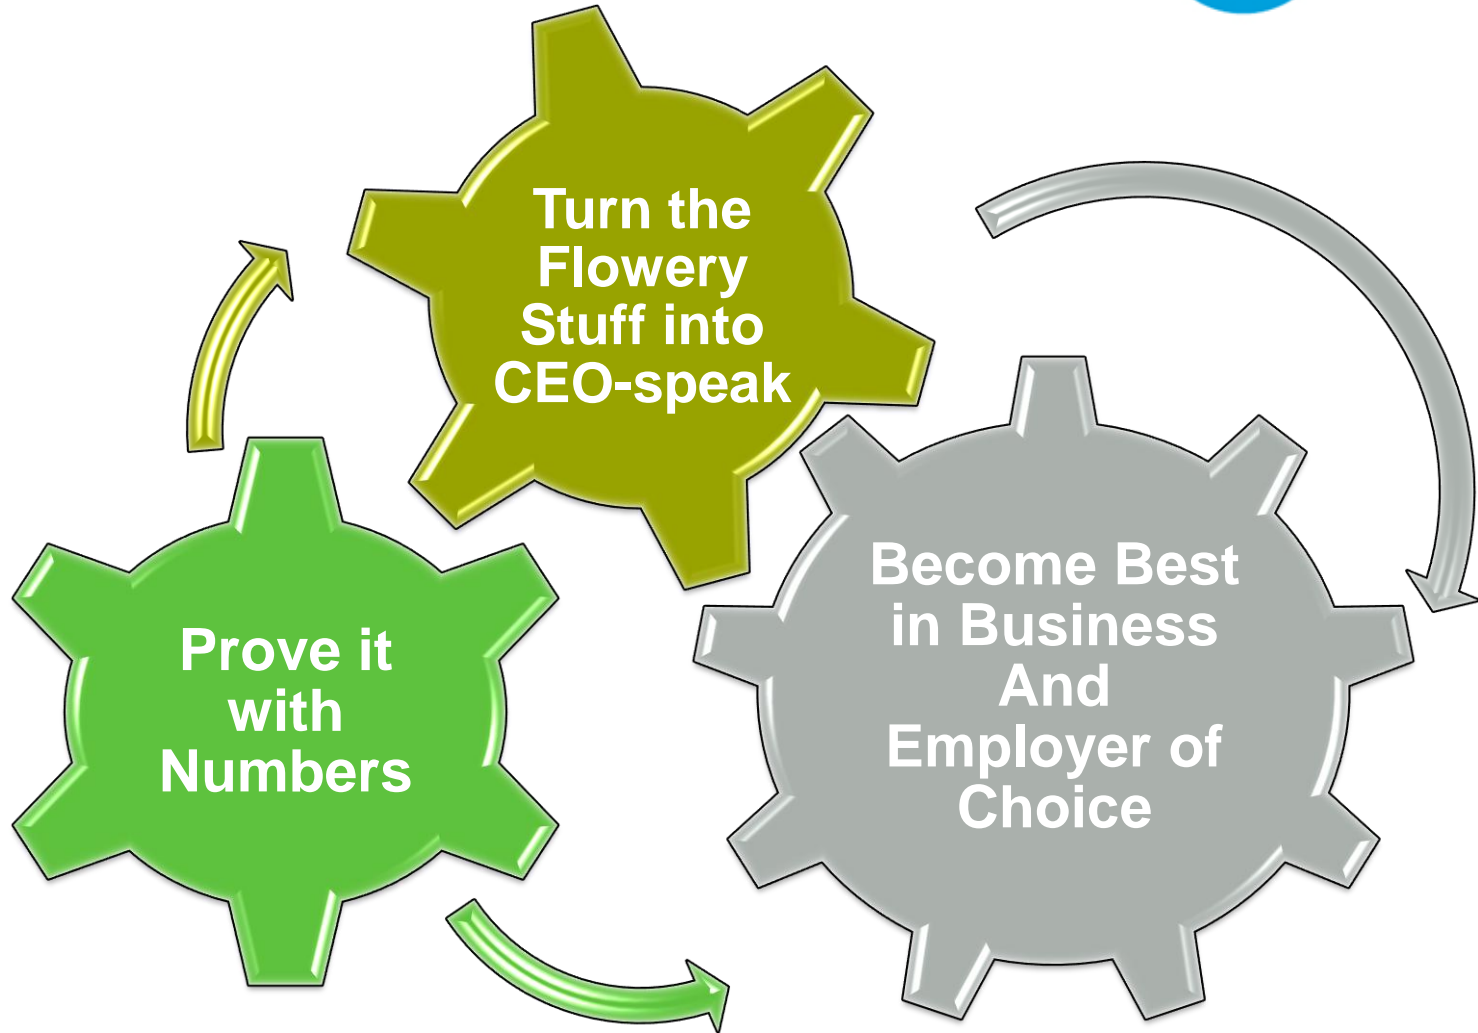 Turn the
Flowery
Stuff into
CEO-speak
Prove it
with
Numbers
Become Best
in Business
And
Employer of
Choice